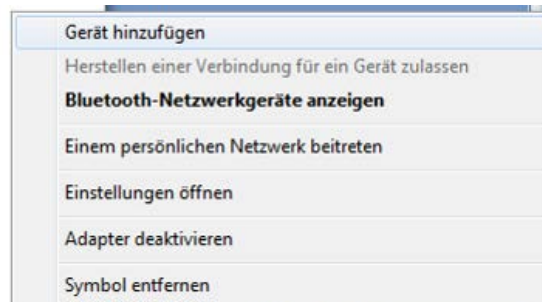 Gerät hinzufügen
Herstellen einer Verbindung für ein Gerät zulassen
Bluetooth-Netzwerkgeräte anzeigen
Einem persönlichen Netzwerk beitreten
Einstellungen öffnen
Adapter deaktivieren
Symbol entfernen